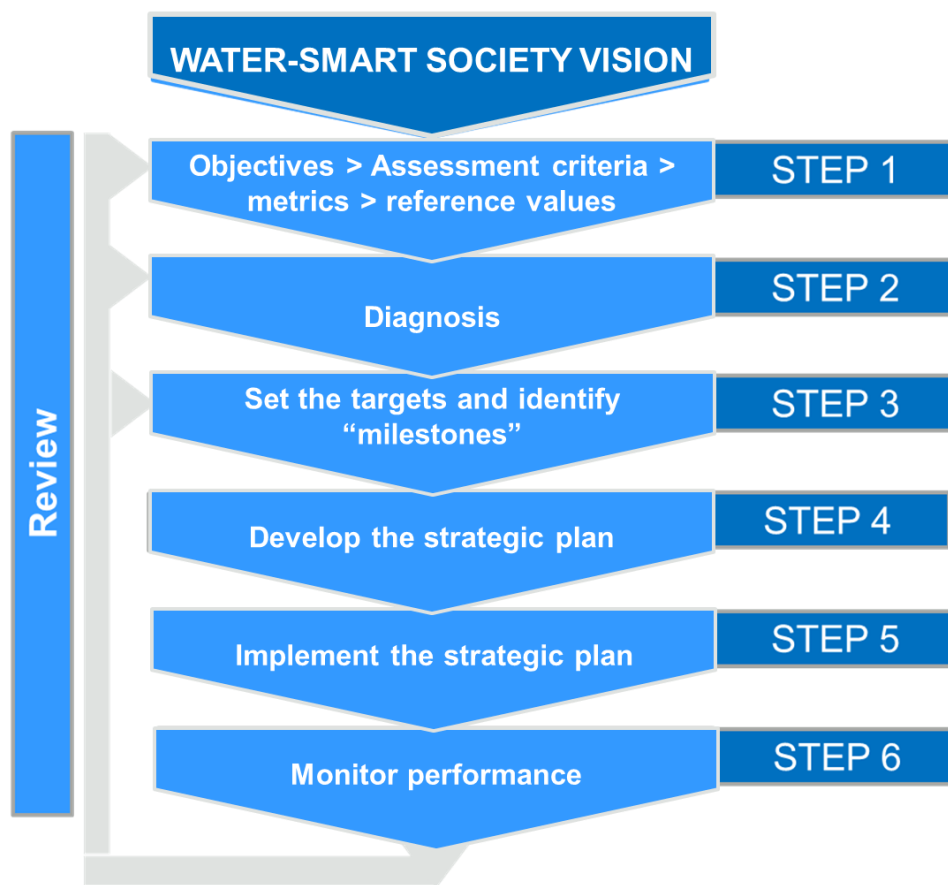 WATER-SMART SOCIETY VISION
Objectives > Assessment criteria >
metrics > reference values
STEP 1
Diagnosis
STEP 2
Set the targets and identify
“milestones”
STEP 3
Develop the strategic plan
STEP 4
Implement the strategic plan
STEP 5
Monitor performance
STEP 6
Review